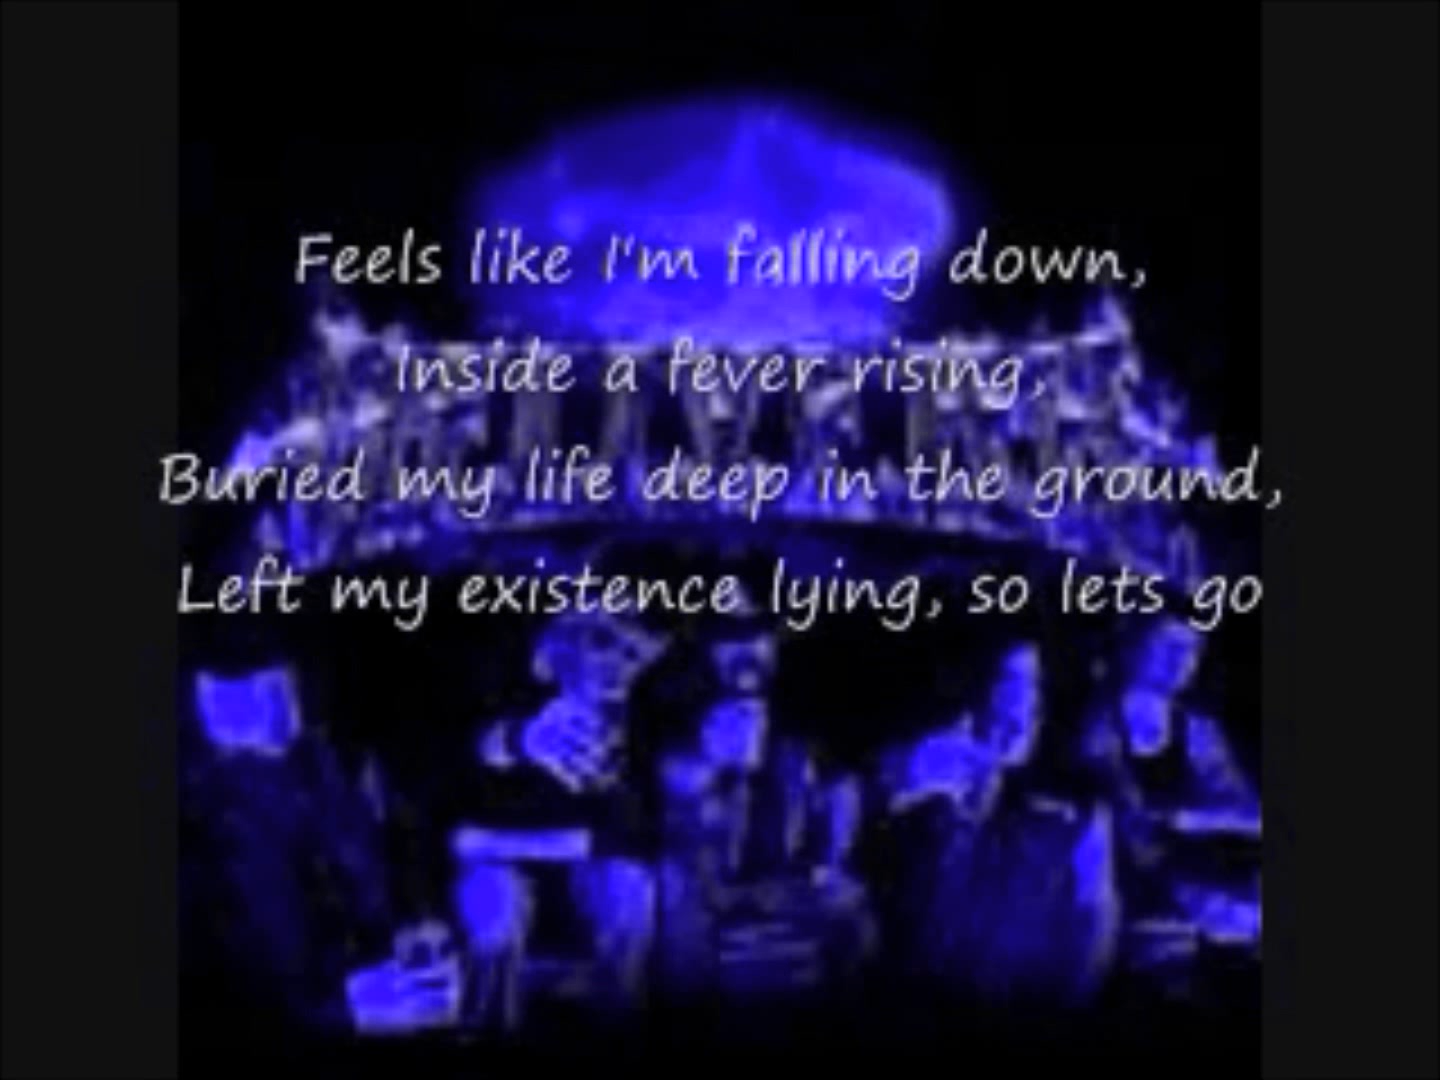 Feels like I'm falling down,
Inside a fever rising,
Buried my life deep in the ground,
Left my existence lying, so lets go